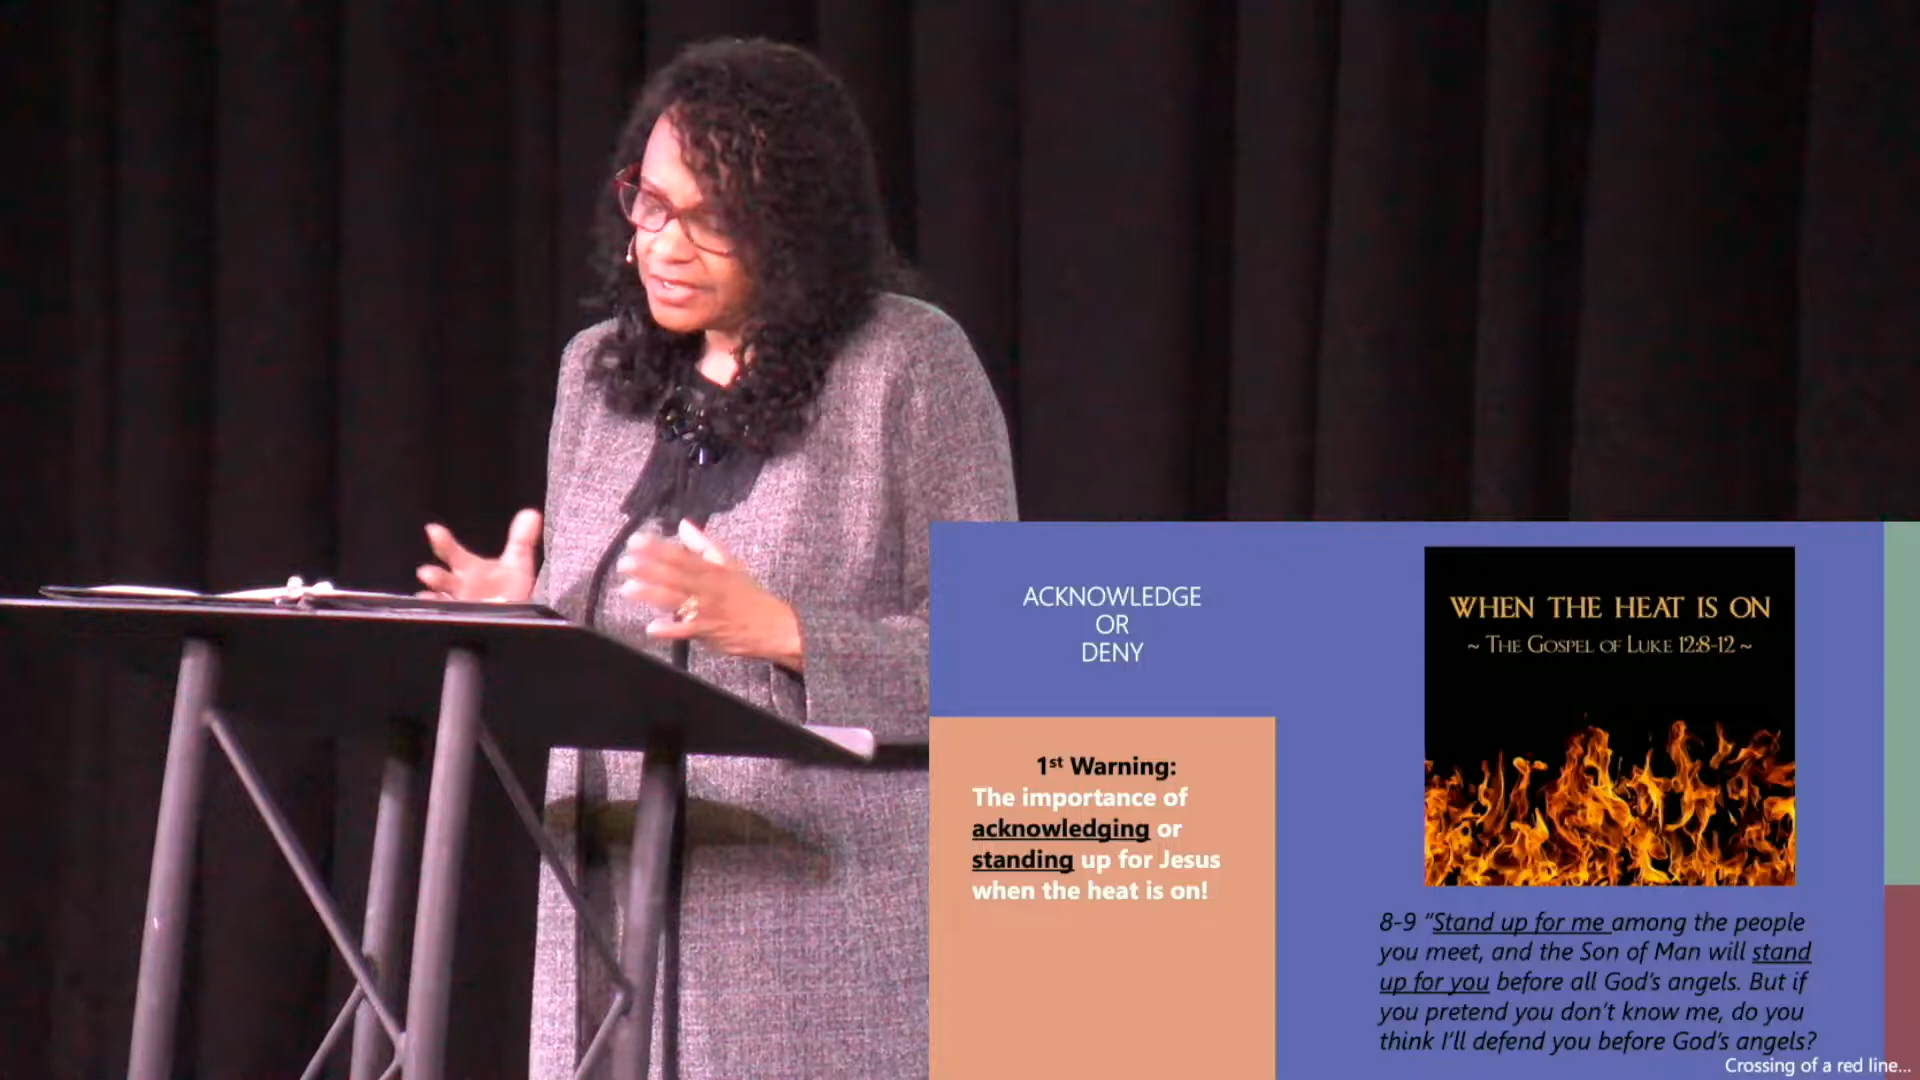 ACKNOWLEDGE
OR
DENY
1st Warning:
The importance of
acknowledging or
standing up for Jesus
when the heat is on!
WHEN THE HEAT IS ON
~ THE GOSPEL OF LUKE 12:8-12 ~
8-9 “Stand up for me among the people
you meet, and the Son of Man will stand
up for you before all God’s angels. But if
you pretend you don’t know me, do you
think I’ll defend you before God’s angels?
Crossing of a red line...